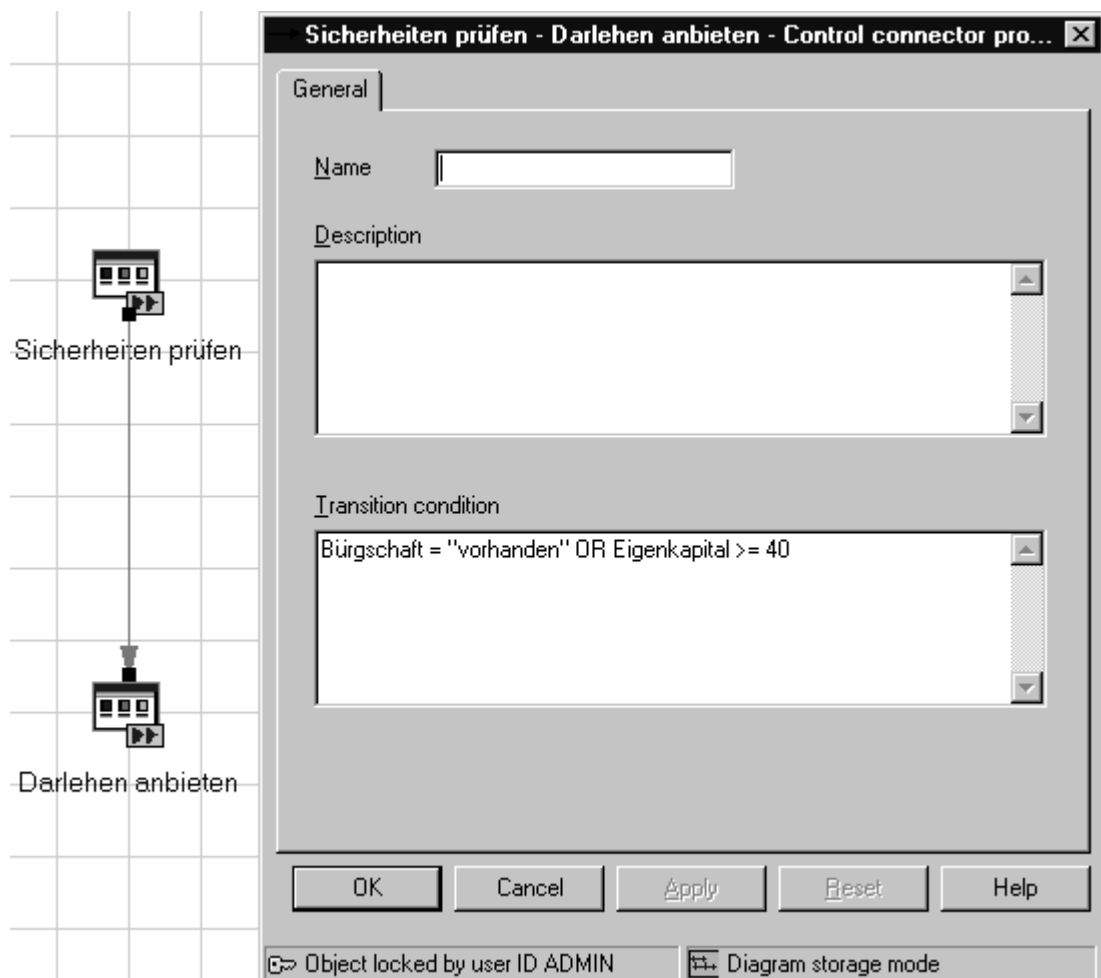 Sicherheiten prüfen - Darlehen anbieten - Control connector pro...
General
Name
Description
Sicherheiten prüfen
Transition condition
Bürgschaft = "vorhanden" OR Eigenkapital >= 40
Darlehen anbieten
OK Cancel Apply Reset Help
Object locked by user ID ADMIN Diagram storage mode